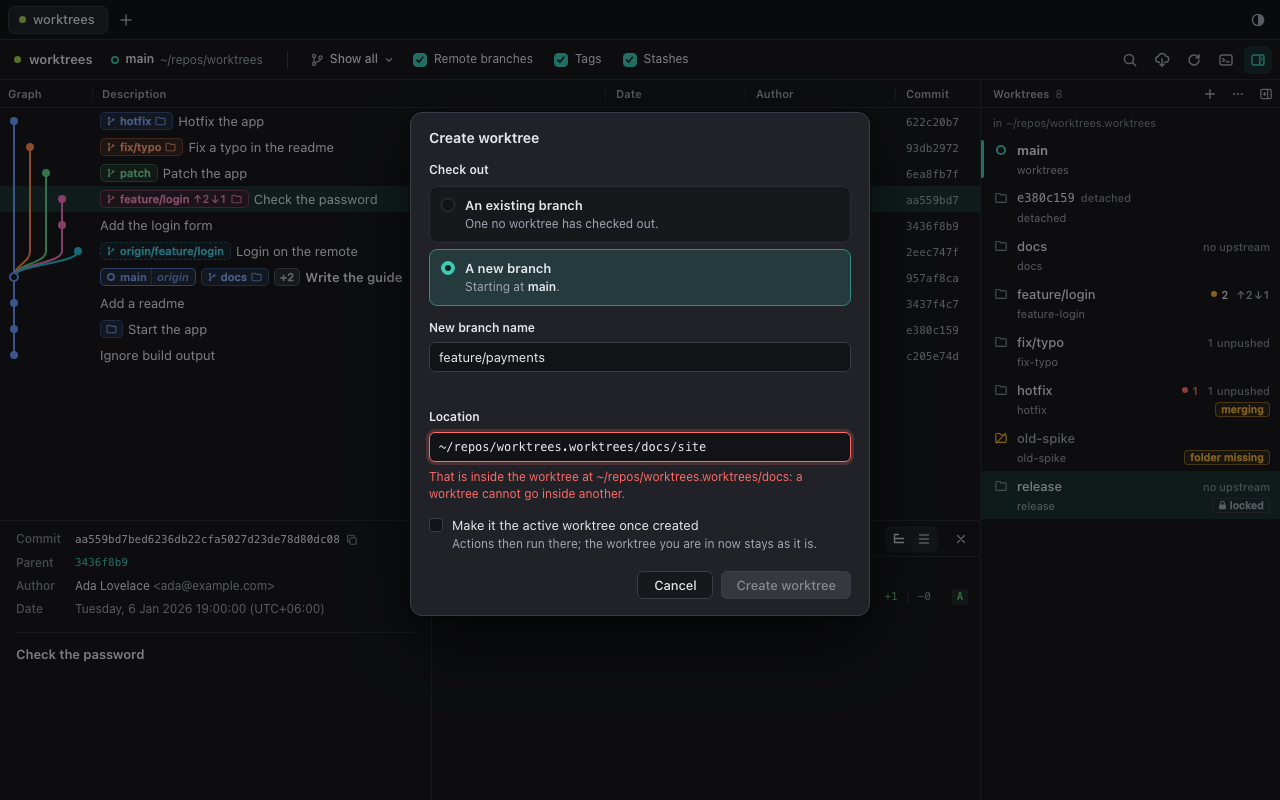 worktrees
worktrees main ~/repos/worktrees Show all Remote branches Tags Stashes
Graph Description Date Author Commit
hotfix Hotfix the app 622c20b7
fix/typo Fix a typo in the readme 93db2972
patch Patch the app 6ea8fb7f
feature/login ↑2↓1 Check the password aa559bd7
Add the login form 3436f8b9
origin/feature/login Login on the remote 2eec747f
main origin docs +2 Write the guide 957af8ca
Add a readme 3437f4c7
Start the app e380c159
Ignore build output c205e74d
Create worktree
Check out
An existing branch
One no worktree has checked out.
A new branch
Starting at main.
New branch name
feature/payments
Location
~/repos/worktrees.worktrees/docs/site
That is inside the worktree at ~/repos/worktrees.worktrees/docs: a
worktree cannot go inside another.
Make it the active worktree once created
Actions then run there; the worktree you are in now stays as it is.
Cancel Create worktree
Worktrees 8
in ~/repos/worktrees.worktrees
main
worktrees
e380c159 detached
detached
docs no upstream
docs
feature/login 2 ↑2↓1
feature-login
fix/typo 1 unpushed
fix-typo
hotfix 1 1 unpushed
hotfix merging
old-spike
old-spike folder missing
release no upstream
release locked
Commit aa559bd7bed6236db22cfa5027d23de78d80dc08
Parent 3436f8b9
Author Ada Lovelace <ada@example.com>
Date Tuesday, 6 Jan 2026 19:00:00 (UTC+06:00)
Check the password
+1 −0 A